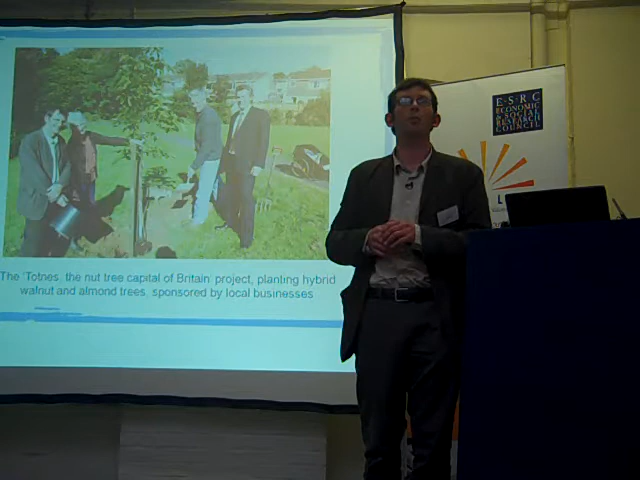 The 'Totnes, the nut tree capital of Britain' project, planting hybrid
walnut and almond trees, sponsored by local businesses
E·S·R·C
ECONOMIC
& SOCIAL
RESEARCH
COUNCIL
L